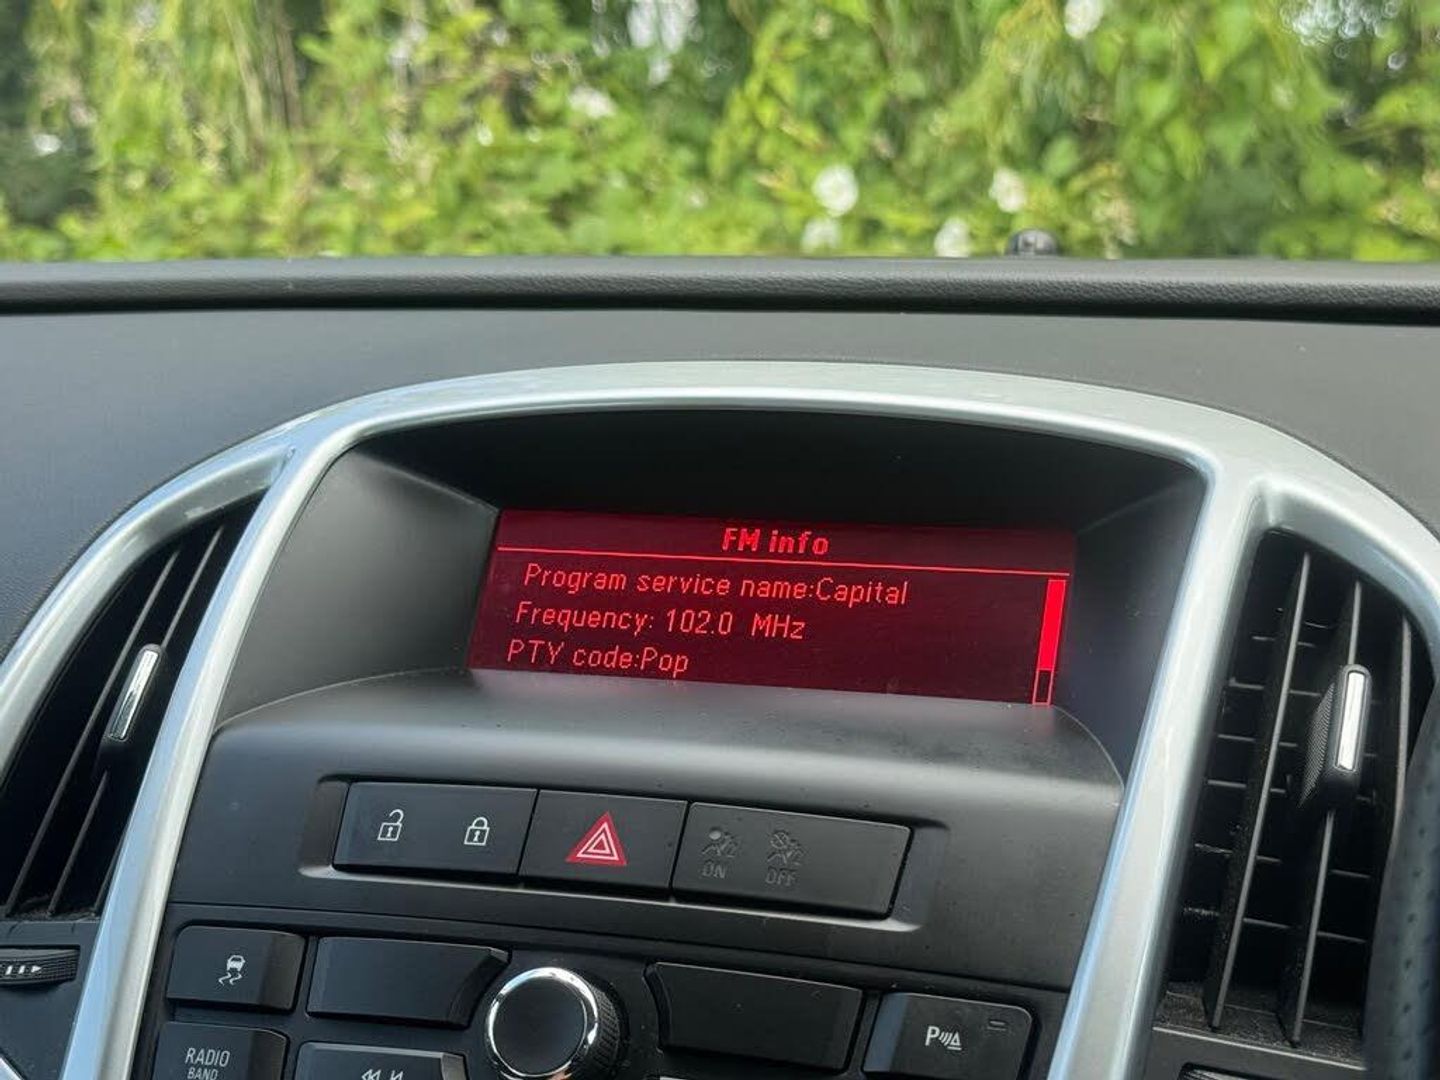 FM info
Program service name:Capital
Frequency: 102.0 MHz
PTY code:Pop
ON OFF
RADIO
BAND
P